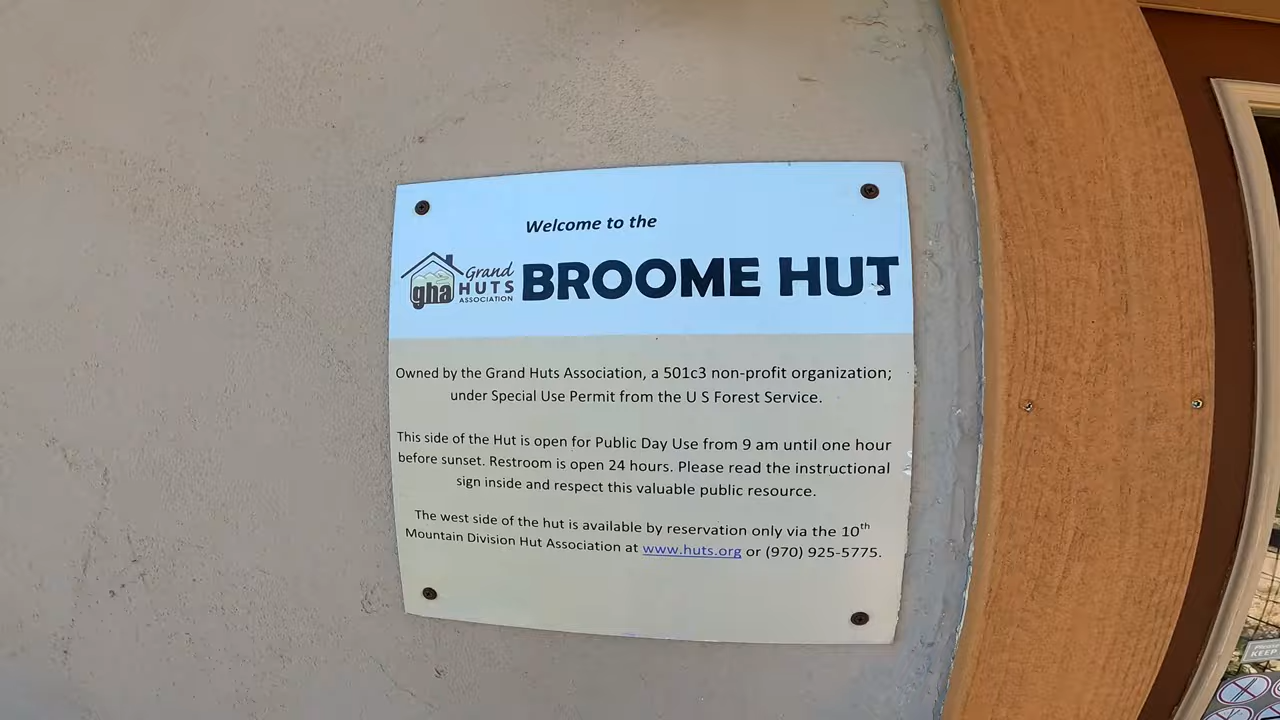 Welcome to the
gha Grand HUTS ASSOCIATION BROOME HUT
Owned by the Grand Huts Association, a 501c3 non-profit organization;
under Special Use Permit from the U S Forest Service.
This side of the Hut is open for Public Day Use from 9 am until one hour
before sunset. Restroom is open 24 hours. Please read the instructional
sign inside and respect this valuable public resource.
The west side of the hut is available by reservation only via the 10th
Mountain Division Hut Association at www.huts.org or (970) 925-5775.
KEEP